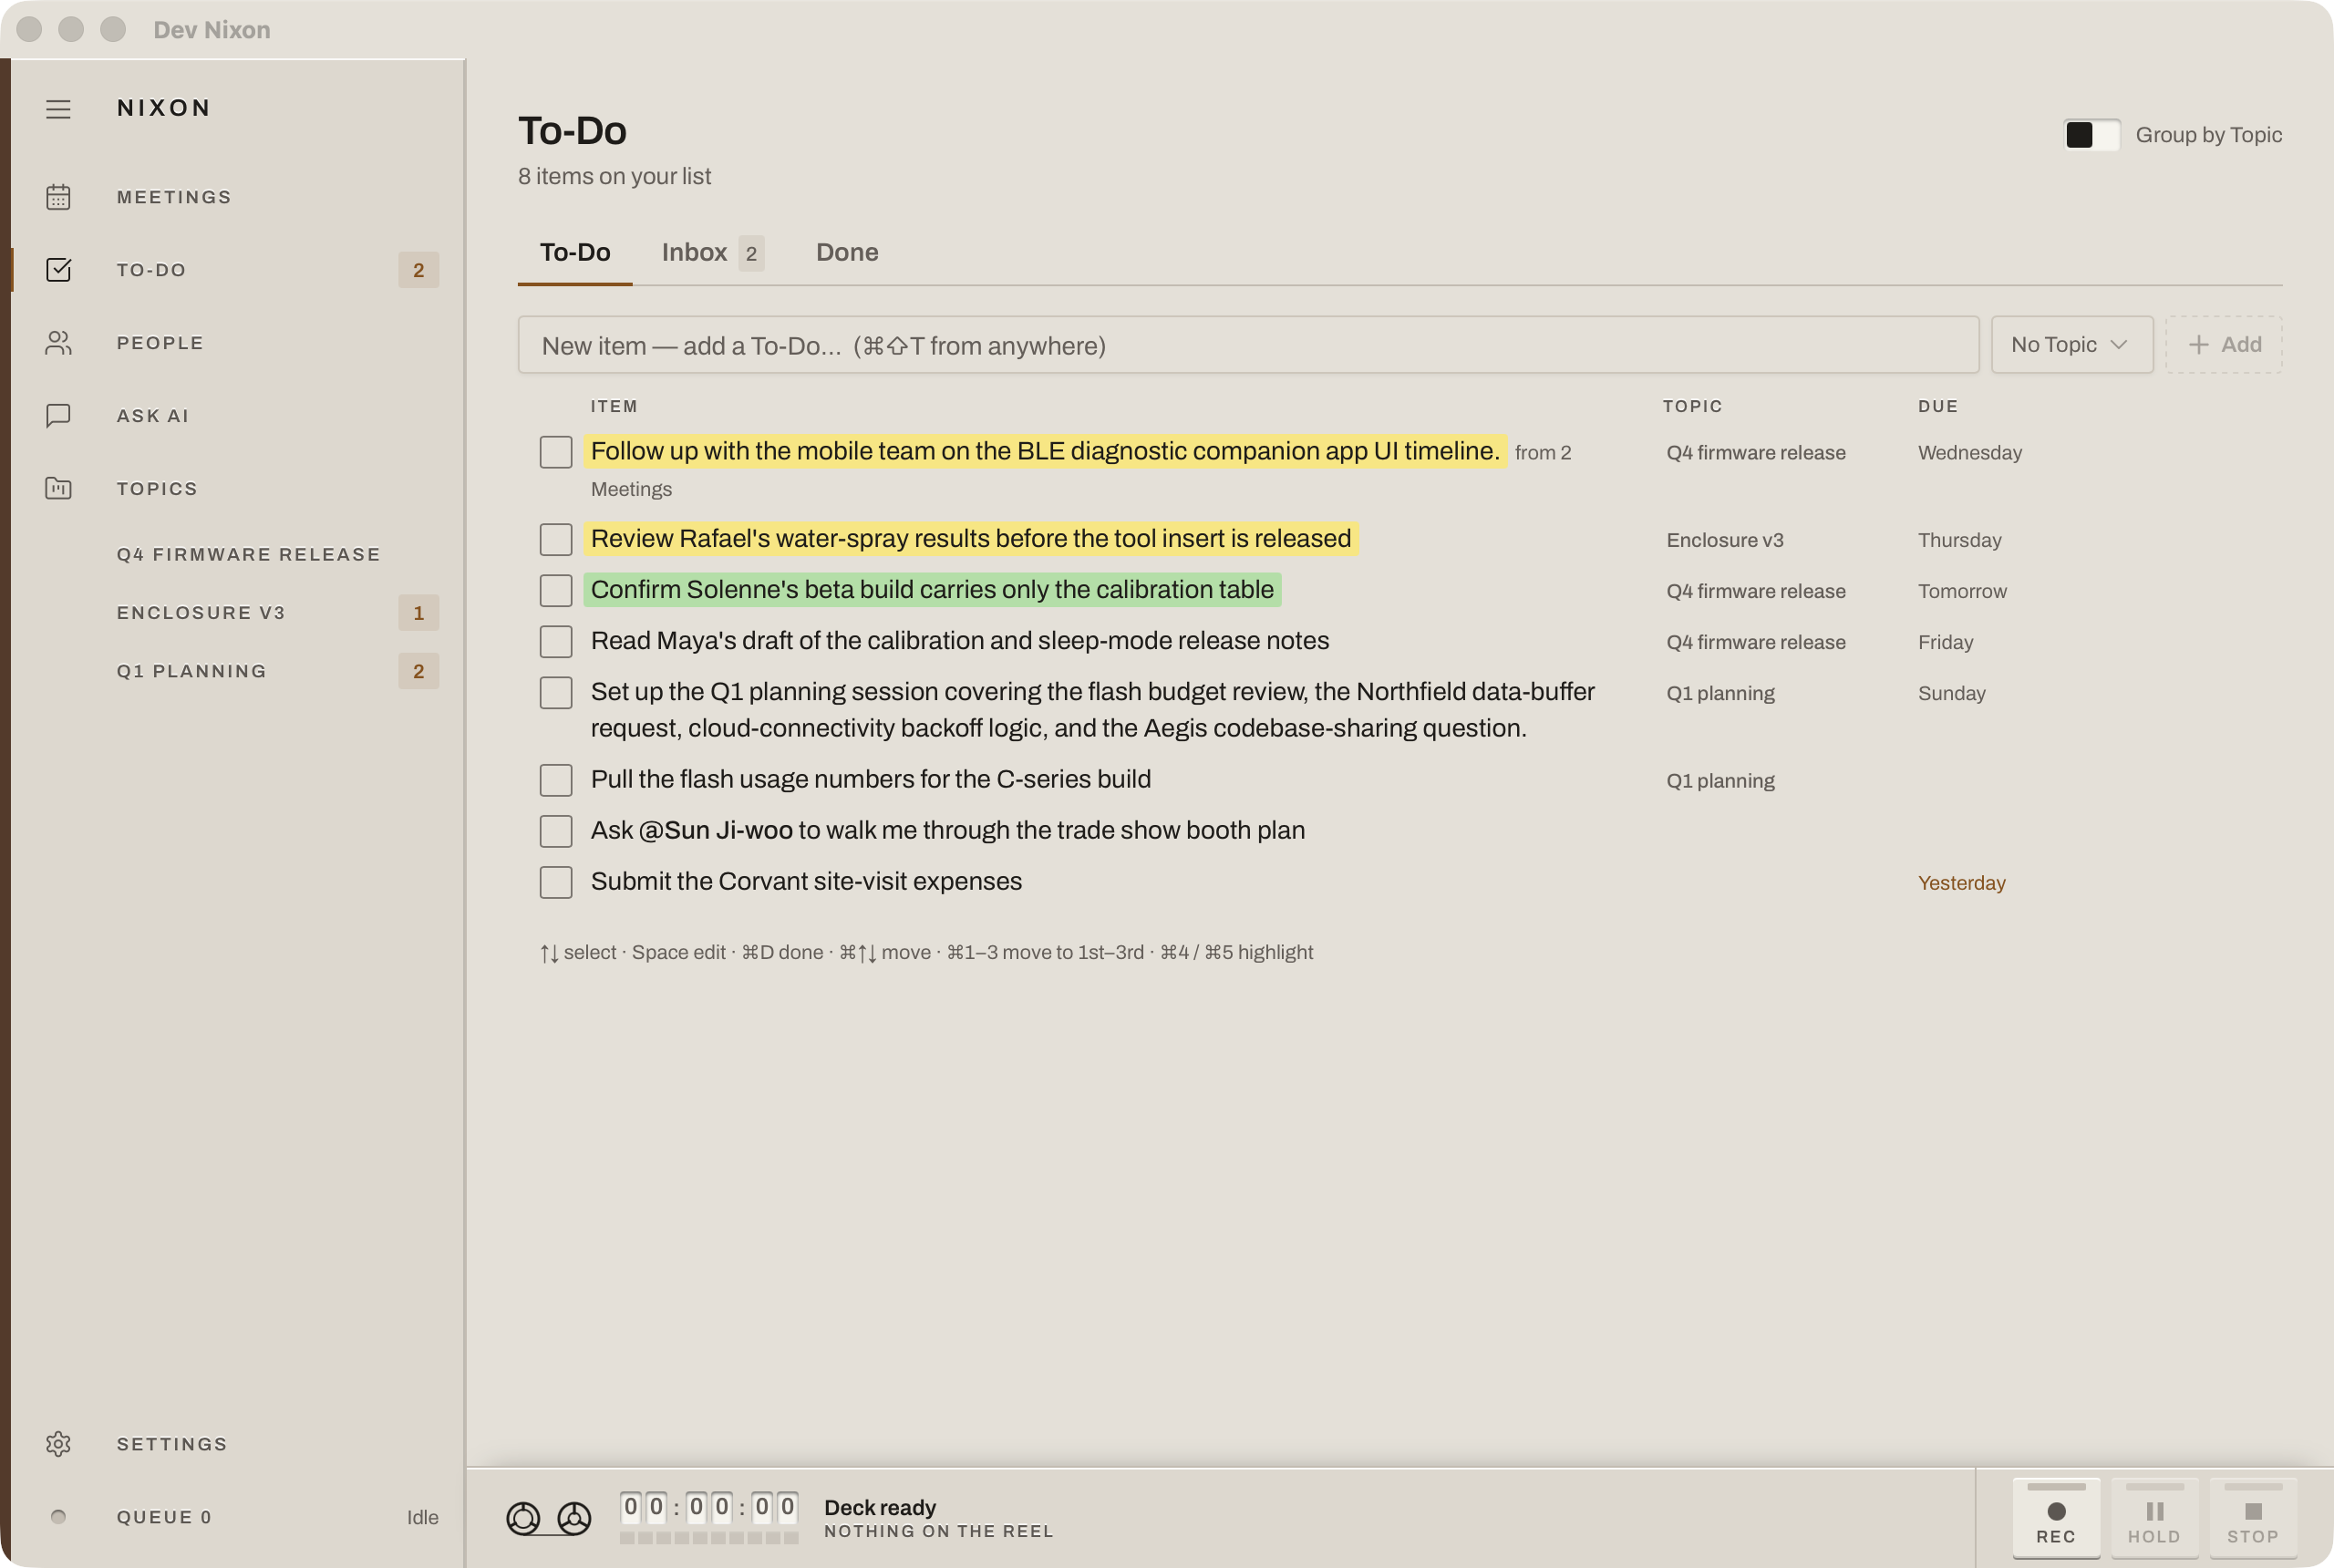 Dev Nixon
NIXON
MEETINGS
TO-DO 2
PEOPLE
ASK AI
TOPICS
Q4 FIRMWARE RELEASE
ENCLOSURE V3 1
Q1 PLANNING 2
SETTINGS
QUEUE 0 Idle
To-Do
8 items on your list
Group by Topic
To-Do Inbox 2 Done
New item — add a To-Do... (⌘⇧T from anywhere) No Topic + Add
ITEM TOPIC DUE
Follow up with the mobile team on the BLE diagnostic companion app UI timeline. from 2 Q4 firmware release Wednesday
Meetings
Review Rafael's water-spray results before the tool insert is released Enclosure v3 Thursday
Confirm Solenne's beta build carries only the calibration table Q4 firmware release Tomorrow
Read Maya's draft of the calibration and sleep-mode release notes Q4 firmware release Friday
Set up the Q1 planning session covering the flash budget review, the Northfield data-buffer Q1 planning Sunday
request, cloud-connectivity backoff logic, and the Aegis codebase-sharing question.
Pull the flash usage numbers for the C-series build Q1 planning
Ask @Sun Ji-woo to walk me through the trade show booth plan
Submit the Corvant site-visit expenses Yesterday
↑↓ select · Space edit · ⌘D done · ⌘↑↓ move · ⌘1–3 move to 1st–3rd · ⌘4 / ⌘5 highlight
00:00:00 Deck ready
NOTHING ON THE REEL
REC HOLD STOP